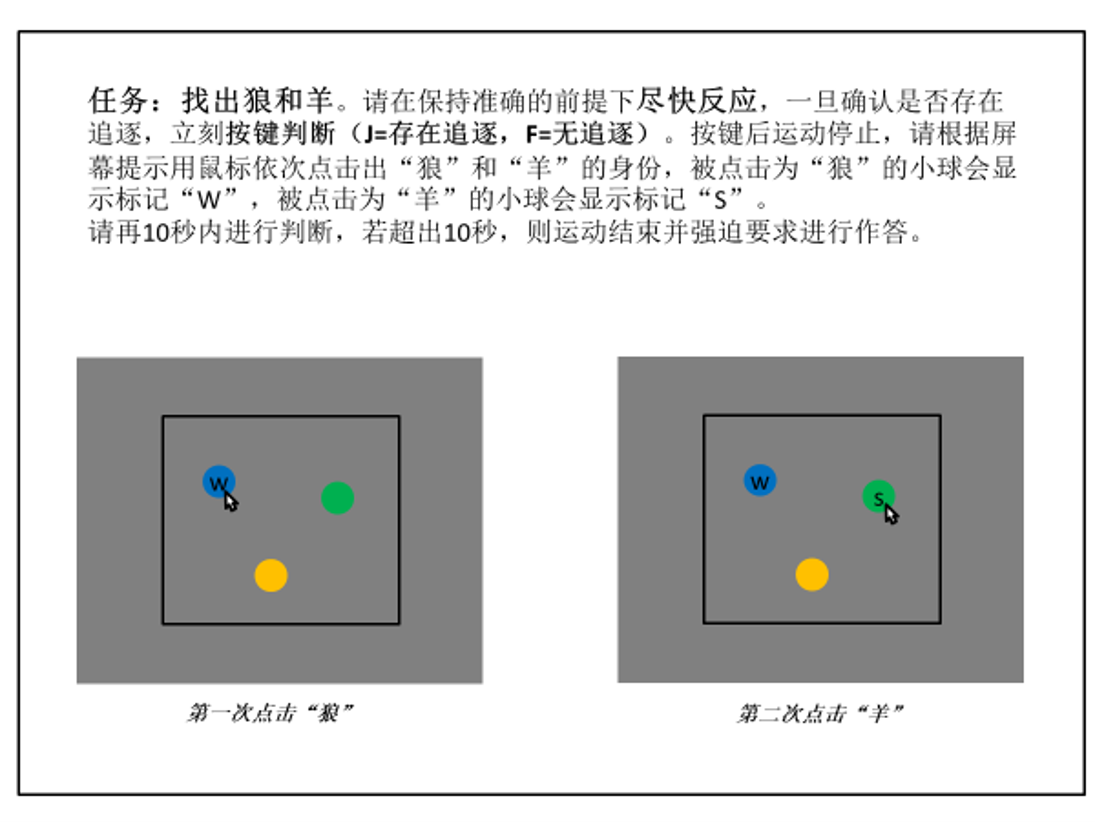 任务：找出狼和羊。请在保持准确的前提下尽快反应，一旦确认是否存在
追逐，立刻按键判断（J=存在追逐，F=无追逐）。按键后运动停止，请根据屏
幕提示用鼠标依次点击出“狼”和“羊”的身份，被点击为“狼”的小球会显
示标记“W”，被点击为“羊”的小球会显示标记“S”。
请再10秒内进行判断，若超出10秒，则运动结束并强迫要求进行作答。
W
W
S
第一次点击“狼”
第二次点击“羊”